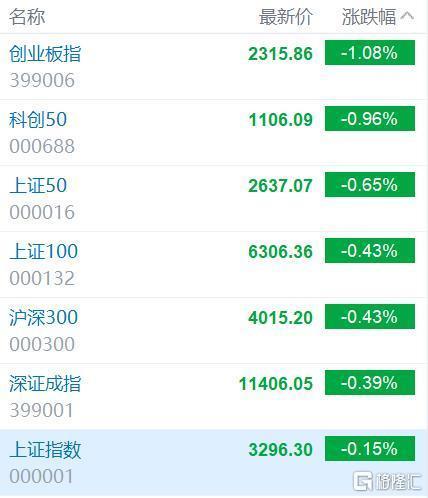 名称 最新价 涨跌幅
创业板指 2315.86 -1.08%
399006
科创50 1106.09 -0.96%
000688
上证50 2637.07 -0.65%
000016
上证100 6306.36 -0.43%
000132
沪深300 4015.20 -0.43%
000300
深证成指 11406.05 -0.39%
399001
上证指数 3296.30 -0.15%
000001
格隆汇